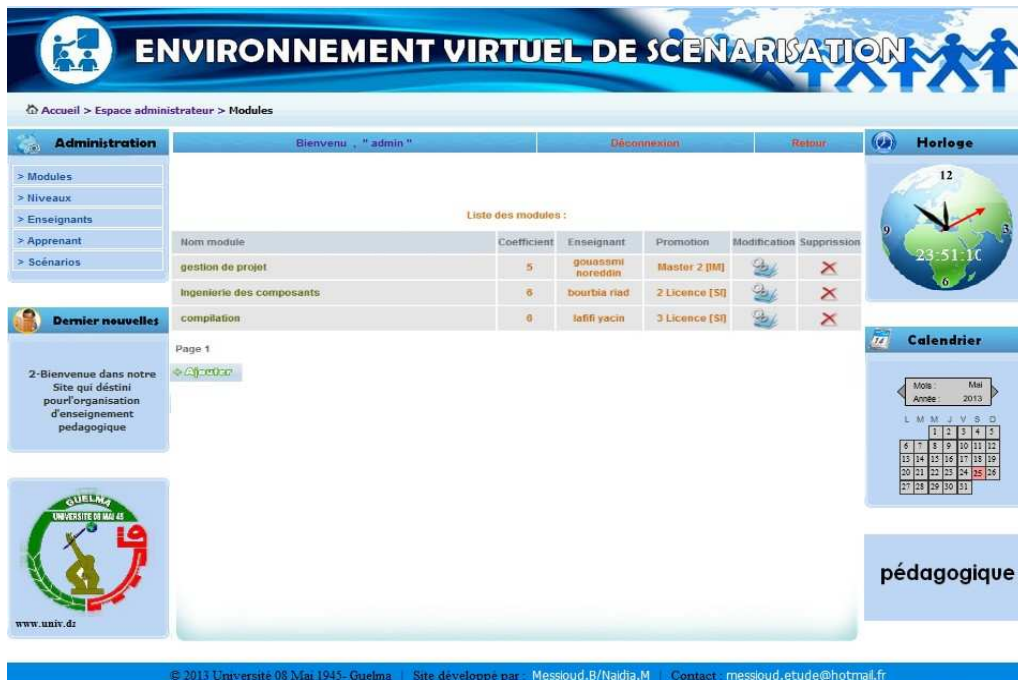 ENVIRONNEMENT VIRTUEL DE SCENARISATION
Accueil > Espace administrateur > Modules
Administration
> Modules
> Niveaux
> Enseignants
> Apprenant
> Scénarios
Dernier nouvelles
2-Bienvenue dans notre
Site qui déstini
pourl'organisation
d'enseignement
pedagogique
GUELMA
UNIVERSITE 08 MAI 45
www.univ.dz
Bienvenu , " admin "
Déconnexion
Retour
Liste des modules :
Nom module Coefficient Enseignant Promotion Modification Suppression
gestion de projet 5 gouassmi noreddin Master 2 [IM]
Ingenierie des composants 6 bourbia riad 2 Licence [SI]
compilation 6 lafifi yacin 3 Licence [SI]
Page 1
Ajouter
Horloge
12
9 3
23:51:10
6
Calendrier
Mois : Mai
Année : 2013
L M M J V S D
1 2 3 4 5
6 7 8 9 10 11 12
13 14 15 16 17 18 19
20 21 22 23 24 25 26
27 28 29 30 31
pédagogique
© 2013 Université 08 Mai 1945- Guelma | Site développé par : Messioud.B/Naidja.M | Contact : messioud.etude@hotmail.fr